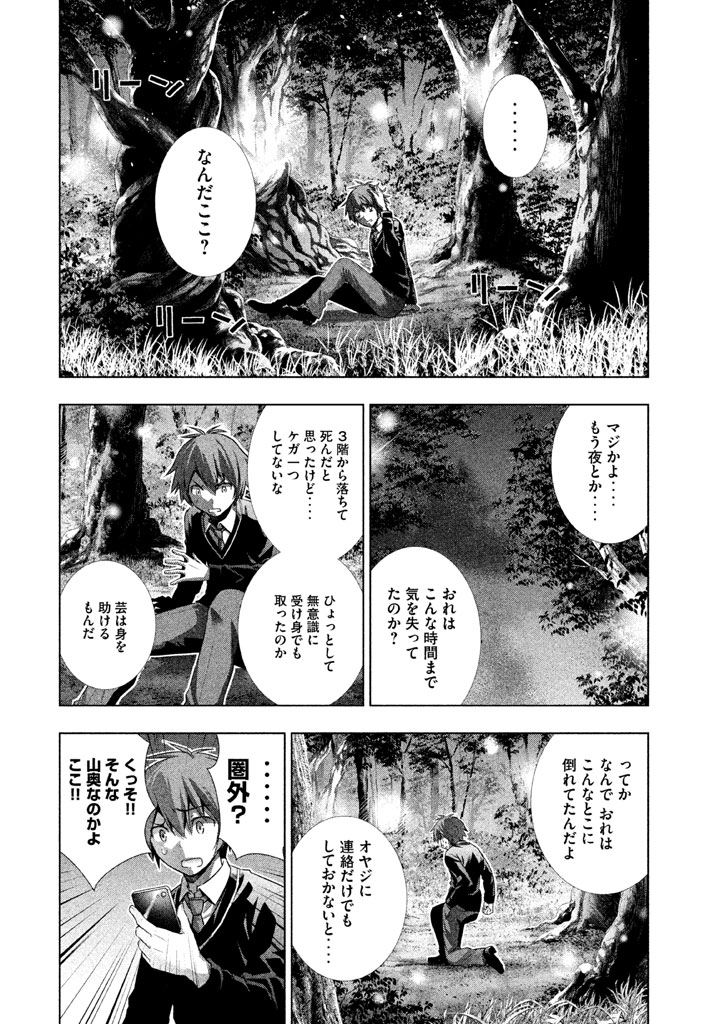 ‥‥‥
なんだここ?
リーン
リーン
リーン
リーン
マジかよ‥‥
もう夜とか‥‥
おれは
こんな時間まで
気を失って
たのか?
3階から落ちて
死んだと
思ったけど‥‥
ケガ一つ
してないな
ひょっとして
無意識に
受け身でも
取ったのか
芸は身を
助ける
もんだ
ってか
なんで おれは
こんなとこに
倒れてたんだよ
オヤジに
連絡だけでも
しておかないと‥‥
‥‥‥
圏外?
くっそ!!
そんな
山奥なのかよ
ここ!!